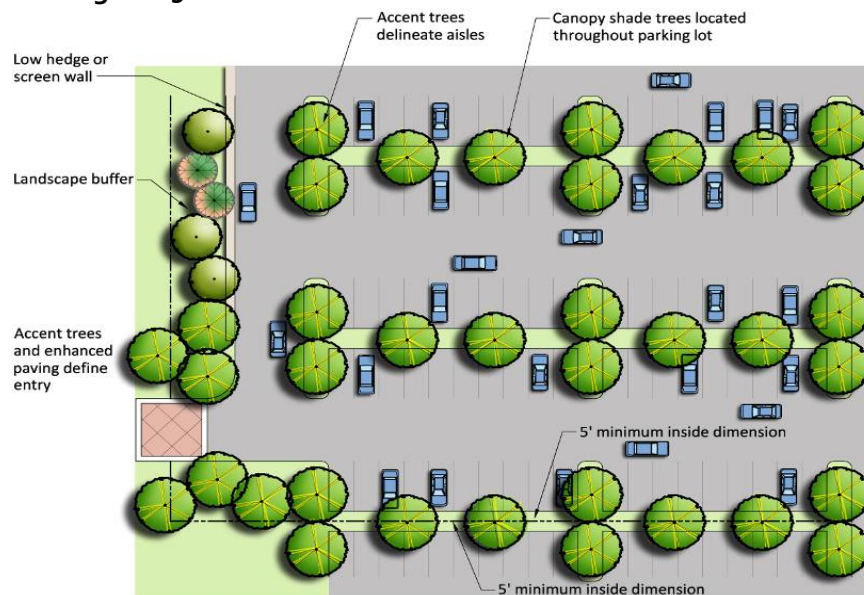 Accent trees
delineate aisles
Canopy shade trees located
throughout parking lot
Low hedge or
screen wall
Landscape buffer
Accent trees
and enhanced
paving define
entry
5' minimum inside dimension
5' minimum inside dimension